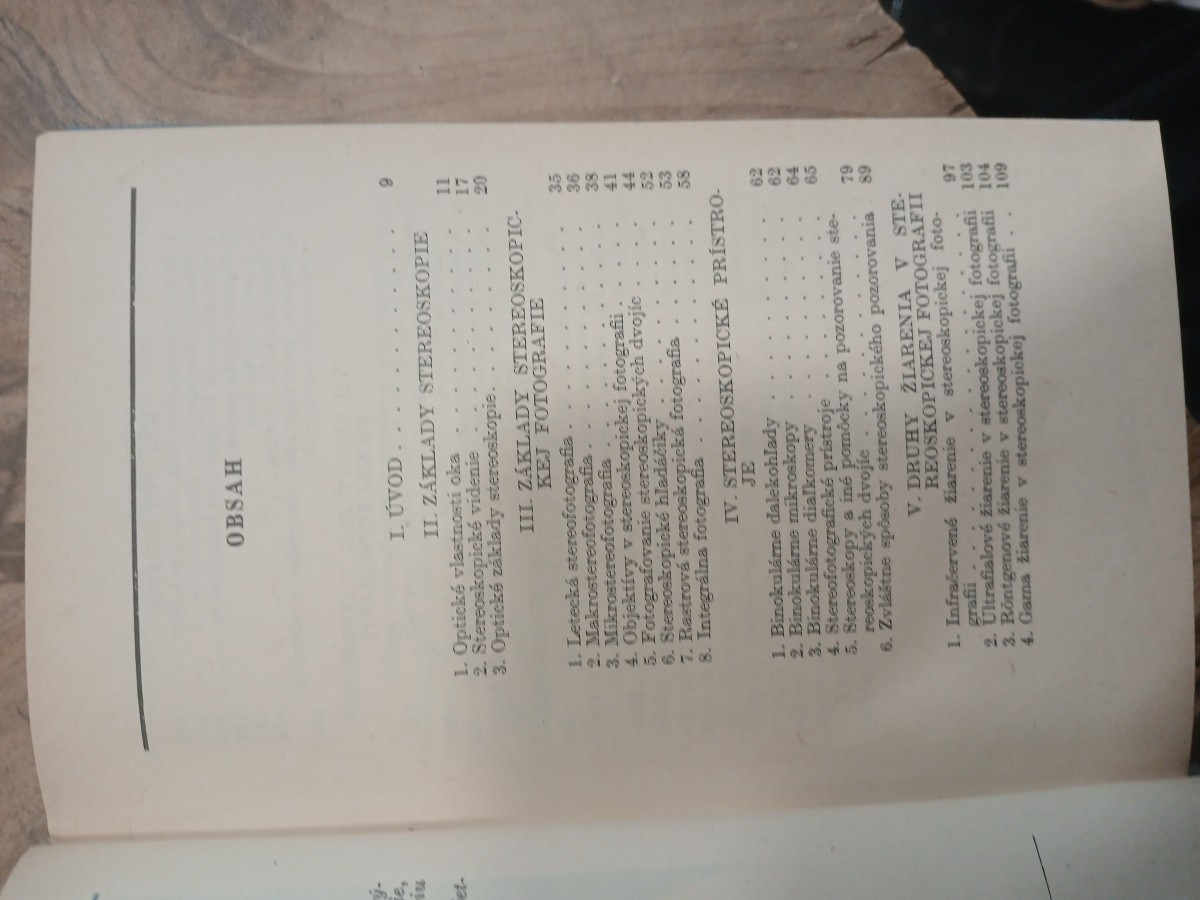 OBSAH
I. ÚVOD . . . . . . . . . . 9
II. ZÁKLADY STEREOSKOPIE
1. Optické vlastnosti oka . . . . . . . . 11
2. Stereoskopické videnie . . . . . . . . 17
3. Optické základy stereoskopie . . . . . . . 20
III. ZÁKLADY STEREOSKOPIC-
KEJ FOTOGRAFIE
1. Letecká stereofotografia . . . . . . . . 35
2. Makrostereofotografia . . . . . . . . 36
3. Mikrostereofotografia . . . . . . . . 38
4. Objektívy v stereoskopickej fotografii . . . . 41
5. Fotografovanie stereoskopických dvojíc . . . . 44
6. Stereoskopické hľadáčiky . . . . . . . 52
7. Rastrová stereoskopická fotografia . . . . . 53
8. Integrálna fotografia . . . . . . . . 58
IV. STEREOSKOPICKÉ PRÍSTRO-
JE
1. Binokulárne ďalekohľady . . . . . . . 62
2. Binokulárne mikroskopy . . . . . . . 62
3. Binokulárne diaľkomery . . . . . . . 64
4. Stereofotografické prístroje . . . . . . 65
5. Stereoskopy a iné pomôcky na pozorovanie ste-
reoskopických dvojíc . . . . . . . . 79
6. Zvláštne spôsoby stereoskopického pozorovania 89
V. DRUHY ŽIARENIA V STE-
REOSKOPICKEJ FOTOGRAFII
1. Infračervené žiarenie v stereoskopickej foto-
grafii . . . . . . . . . . . 97
2. Ultrafialové žiarenie v stereoskopickej fotografii 103
3. Röntgenové žiarenie v stereoskopickej fotografii 104
4. Gama žiarenie v stereoskopickej fotografii . . 109
ý-
ie,
iu
et-